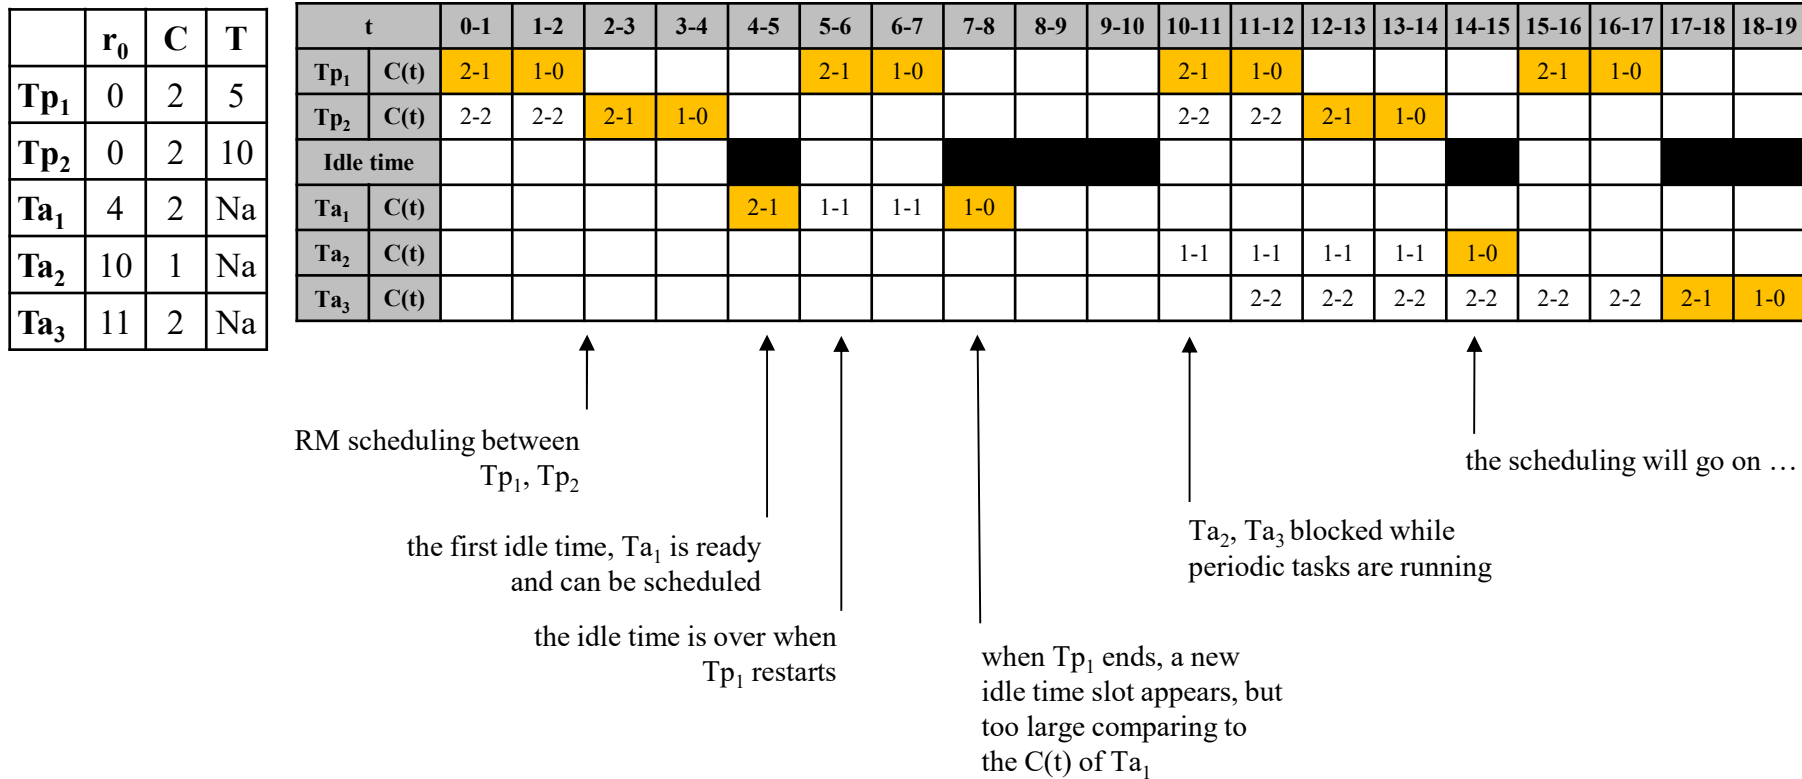 r₀ C T
Tp₁ 0 2 5
Tp₂ 0 2 10
Ta₁ 4 2 Na
Ta₂ 10 1 Na
Ta₃ 11 2 Na
t 0-1 1-2 2-3 3-4 4-5 5-6 6-7 7-8 8-9 9-10 10-11 11-12 12-13 13-14 14-15 15-16 16-17 17-18 18-19
Tp₁ C(t) 2-1 1-0 2-1 1-0 2-1 1-0 2-1 1-0
Tp₂ C(t) 2-2 2-2 2-1 1-0 2-2 2-2 2-1 1-0
Idle time
Ta₁ C(t) 2-1 1-1 1-1 1-0
Ta₂ C(t) 1-1 1-1 1-1 1-1 1-0
Ta₃ C(t) 2-2 2-2 2-2 2-2 2-2 2-2 2-1 1-0
RM scheduling between
Tp₁, Tp₂
the first idle time, Ta₁ is ready
and can be scheduled
the idle time is over when
Tp₁ restarts
when Tp₁ ends, a new
idle time slot appears, but
too large comparing to
the C(t) of Ta₁
Ta₂, Ta₃ blocked while
periodic tasks are running
the scheduling will go on …